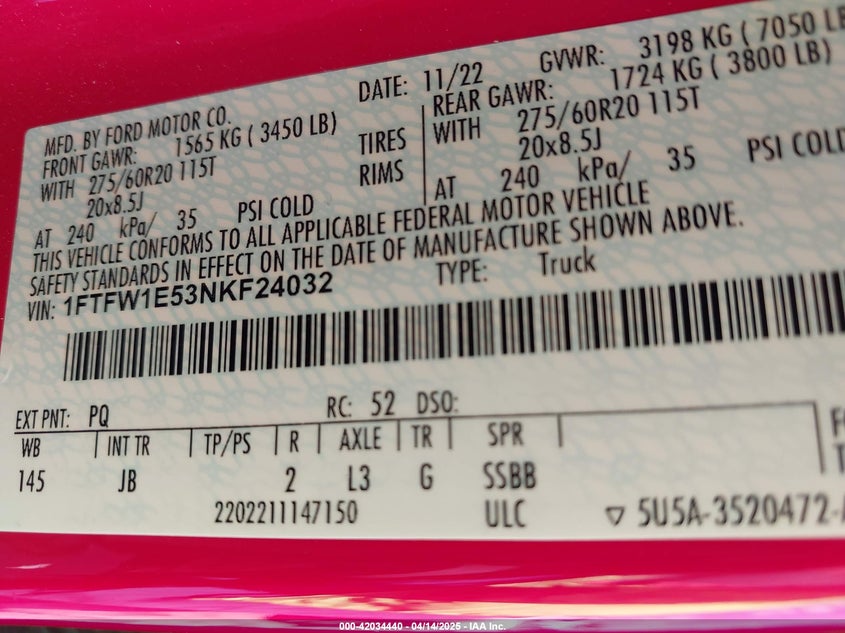 MFD. BY FORD MOTOR CO. DATE: 11/22 GVWR: 3198 KG ( 7050 LB
FRONT GAWR: 1565 KG ( 3450 LB) REAR GAWR: 1724 KG ( 3800 LB)
WITH 275/60R20 115T TIRES WITH 275/60R20 115T
20x8.5J RIMS 20x8.5J
AT 240 kPa/ 35 PSI COLD AT 240 kPa/ 35 PSI COLD
THIS VEHICLE CONFORMS TO ALL APPLICABLE FEDERAL MOTOR VEHICLE
SAFETY STANDARDS IN EFFECT ON THE DATE OF MANUFACTURE SHOWN ABOVE.
VIN: 1FTFW1E53NKF24032 TYPE: Truck
EXT PNT: PQ RC: 52 DSO:
WB INT TR TP/PS R AXLE TR SPR
145 JB 2 L3 G SSBB
2202211147150 ULC 5U5A-3520472-
000-42034440 - 04/14/2025 - IAA Inc.